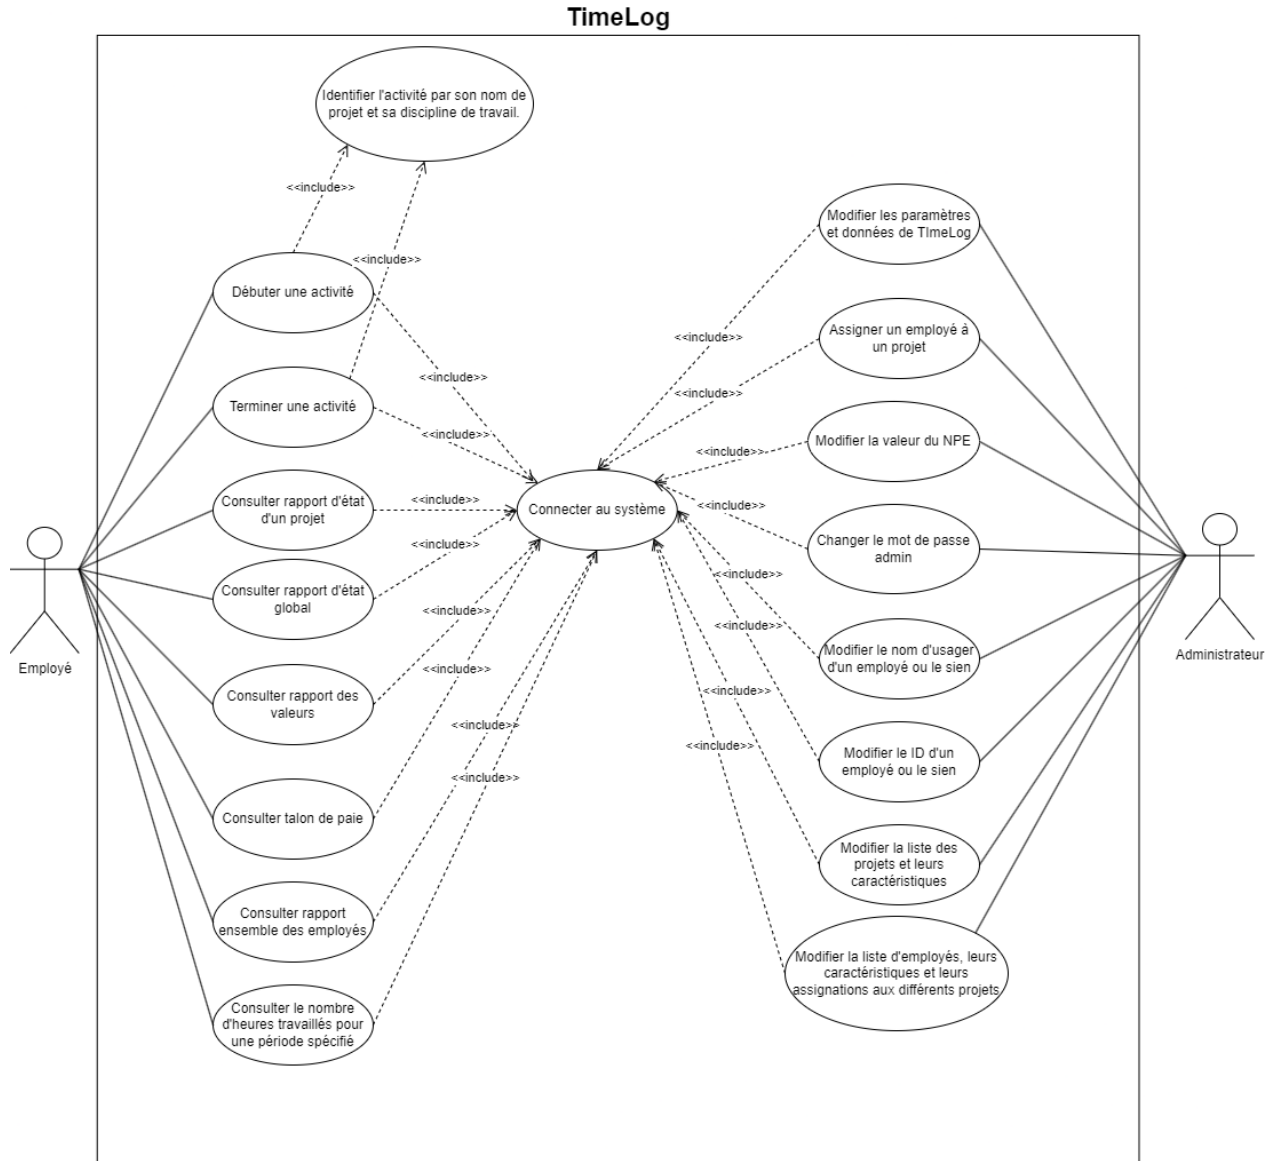 TimeLog
Identifier l'activité par son nom de
projet et sa discipline de travail.
<<include>>
<<include>>
Débuter une activité
<<include>>
Terminer une activité
<<include>>
Consulter rapport d'état
d'un projet
<<include>>
Consulter rapport d'état
global
<<include>>
Consulter rapport des
valeurs
<<include>>
Consulter talon de paie
<<include>>
Consulter rapport
ensemble des employés
<<include>>
Consulter le nombre
d'heures travaillés pour
une période spécifié
<<include>>
Employé
Connecter au système
Modifier les paramètres
et données de TImeLog
<<include>>
Assigner un employé à
un projet
<<include>>
Modifier la valeur du NPE
<<include>>
Changer le mot de passe
admin
<<include>>
Modifier le nom d'usager
d'un employé ou le sien
<<include>>
Modifier le ID d'un
employé ou le sien
<<include>>
Modifier la liste des
projets et leurs
caractéristiques
<<include>>
Modifier la liste d'employés, leurs
caractéristiques et leurs
assignations aux différents projets
<<include>>
Administrateur